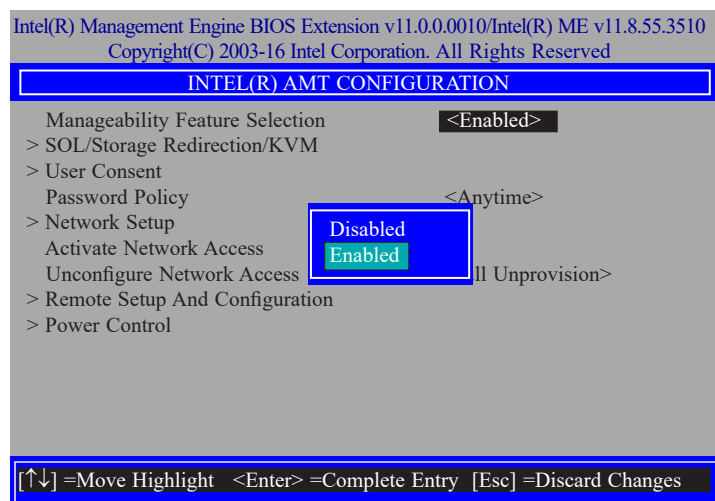 Intel(R) Management Engine BIOS Extension v11.0.0.0010/Intel(R) ME v11.8.55.3510
Copyright(C) 2003-16 Intel Corporation. All Rights Reserved
INTEL(R) AMT CONFIGURATION
Manageability Feature Selection <Enabled>
> SOL/Storage Redirection/KVM
> User Consent
Password Policy <Anytime>
> Network Setup
Disabled
Activate Network Access
Enabled
Unconfigure Network Access ll Unprovision>
> Remote Setup And Configuration
> Power Control
[↑↓] =Move Highlight <Enter> =Complete Entry [Esc] =Discard Changes